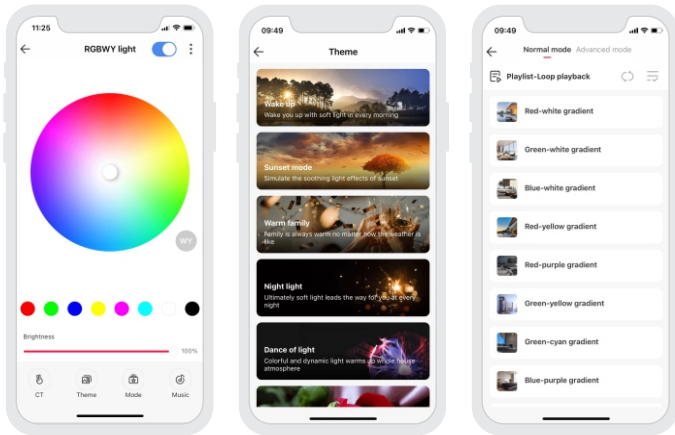 11:25
RGBWY light
WY
Brightness
100%
CT
Theme
Mode
Music
09:49
Theme
Wake up
Wake you up with soft light in every morning
Sunset mode
Simulate the soothing light effects of sunset
Warm family
Family is always warm no matter how the weather is
like
Night light
Ultimately soft light leads the way for you at every
night
Dance of light
Colorful and dynamic light warms up whole house
atmosphere
09:49
Normal mode Advanced mode
Playlist-Loop playback
Red-white gradient
Green-white gradient
Blue-white gradient
Red-yellow gradient
Red-purple gradient
Green-yellow gradient
Green-cyan gradient
Blue-purple gradient